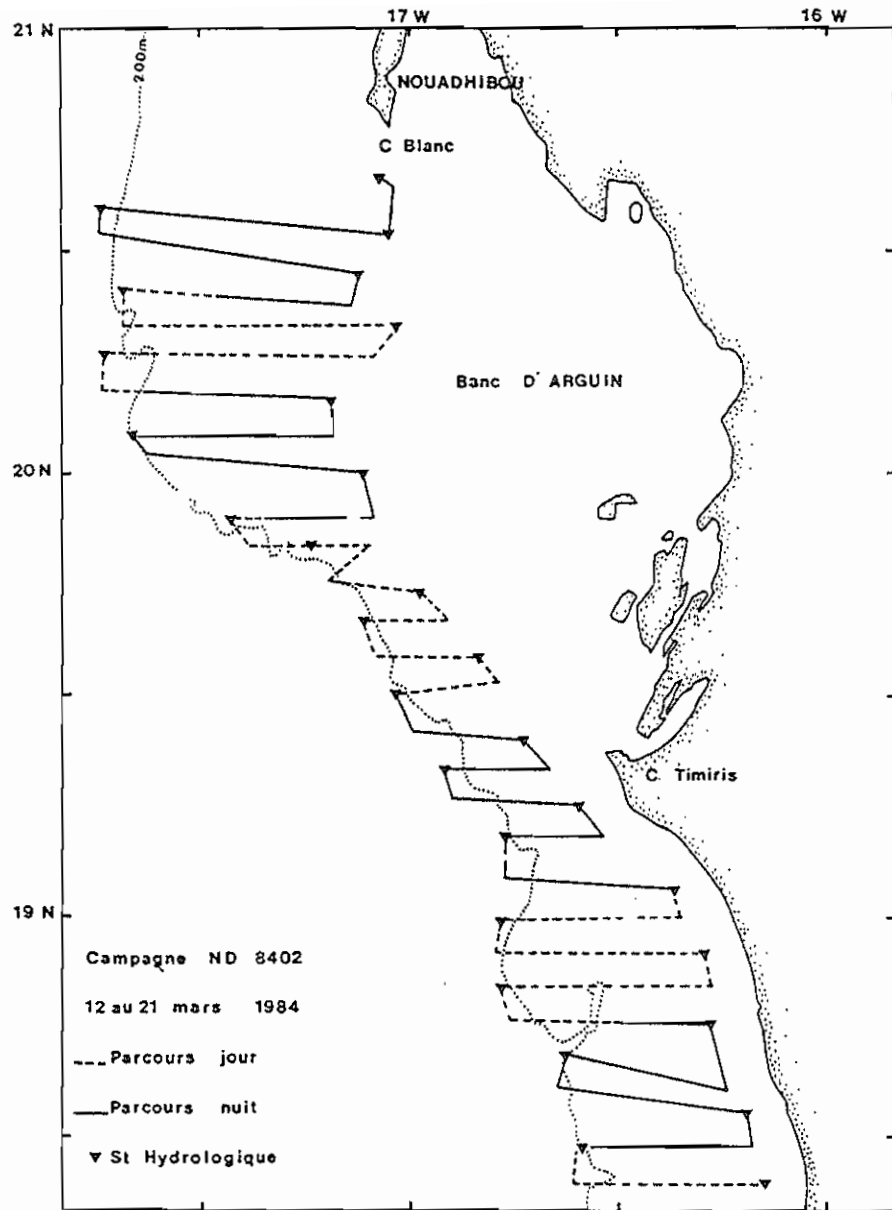 17 W
16 W
21 N
200m
NOUADHIBOU
C Blanc
Banc D' ARGUIN
20 N
C Timiris
19 N
Campagne ND 8402
12 au 21 mars 1984
Parcours jour
Parcours nuit
St Hydrologique